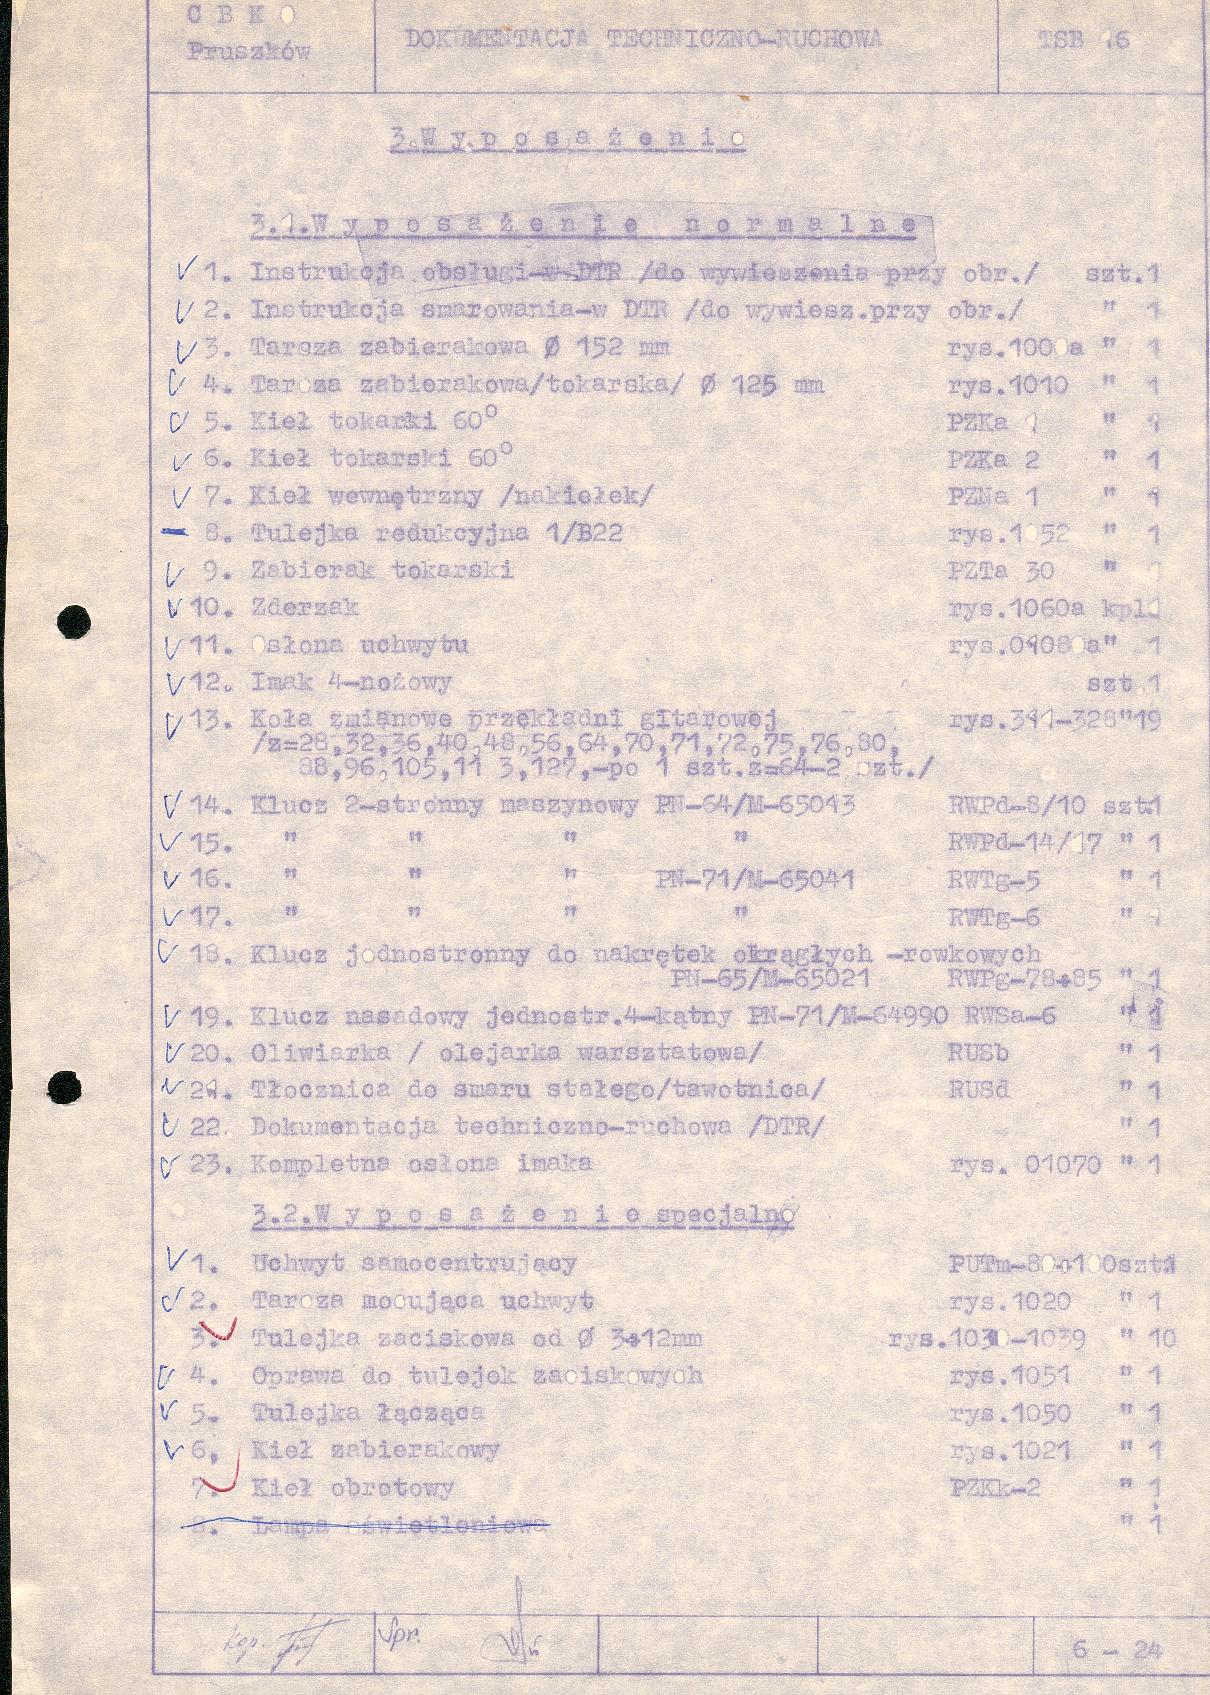 C B K O
Pruszków
DOKUMENTACJA TECHNICZNO-RUCHOWA
TSB 16
3.W y p o s a ż e n i e
3.1.W y p o s a ż e n i e n o r m a l n e
1. Instrukcja obsługi-w DTR /do wywieszenia przy obr./ szt.1
2. Instrukcja smarowania-w DTR /do wywiesz.przy obr./ " 1
3. Tarcza zabierakowa Ø 152 mm rys.1000a " 1
4. Tarcza zabierakowa/tokarska/ Ø 125 mm rys.1010 " 1
5. Kieł tokarki 60° PZKa 1 " 1
6. Kieł tokarski 60° PZKa 2 " 1
7. Kieł wewnętrzny /nakiełek/ PZNa 1 " 1
8. Tulejka redukcyjna 1/B22 rys.1052 " 1
9. Zabierak tokarski PZTa 30 " 1
10. Zderzak rys.1060a kpl.1
11. Osłona uchwytu rys.01080a" 1
12. Imak 4-nożowy szt.1
13. Koła zmianowe przekładni gitarowej rys.311-328"19
/z=28,32,36,40,48,56,64,70,71,72,75,76,80,
88,96,105,11 3,127,-po 1 szt.z=64-2 szt./
14. Klucz 2-stronny maszynowy PN-64/M-65013 RWPd-8/10 szt.1
15. " " " " RWPd-14/17 " 1
16. " " " PN-71/M-65041 RWTg-5 " 1
17. " " " " RWTg-6 " 1
18. Klucz jednostronny do nakrętek okrągłych -rowkowych
PN-65/M-65021 RWPg-78÷85 " 1
19. Klucz nasadowy jednostr.4-kątny PN-71/M-64990 RWSa-6 " 1
20. Oliwiarka / olejarka warsztatowa/ RUSb " 1
21. Tłocznica do smaru stałego/tawotnica/ RUSd " 1
22. Dokumentacja techniczno-ruchowa /DTR/ " 1
23. Kompletna osłona imaka rys. 01070 " 1
3.2.W y p o s a ż e n i e specjalne
1. Uchwyt samocentrujący PUTm-80÷100szt1
2. Tarcza mocująca uchwyt rys.1020 " 1
3. Tulejka zaciskowa od Ø 3÷12mm rys.1030-1039 " 10
4. Oprawa do tulejek zaciskowych rys.1051 " 1
5. Tulejka łącząca rys.1050 " 1
6, Kieł zabierakowy rys.1021 " 1
7. Kieł obrotowy PZKk-2 " 1
8. Lampa oświetleniowa " 1
kop.
Spr.
6 - 24